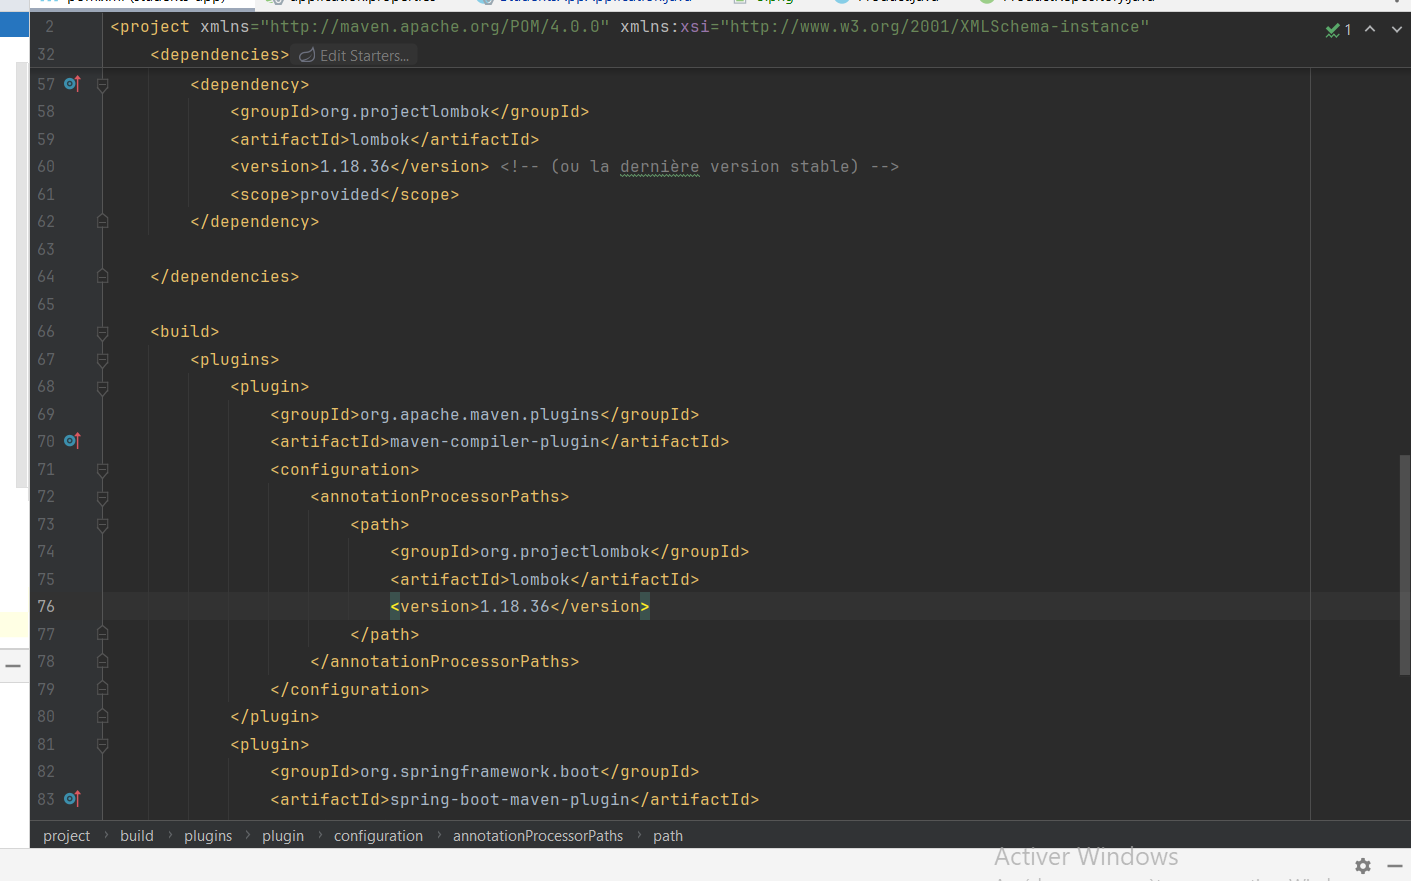 2 <project xmlns="http://maven.apache.org/POM/4.0.0" xmlns:xsi="http://www.w3.org/2001/XMLSchema-instance" 1
32 <dependencies> Edit Starters...
57 <dependency>
58 <groupId>org.projectlombok</groupId>
59 <artifactId>lombok</artifactId>
60 <version>1.18.36</version> <!-- (ou la dernière version stable) -->
61 <scope>provided</scope>
62 </dependency>
63
64 </dependencies>
65
66 <build>
67 <plugins>
68 <plugin>
69 <groupId>org.apache.maven.plugins</groupId>
70 <artifactId>maven-compiler-plugin</artifactId>
71 <configuration>
72 <annotationProcessorPaths>
73 <path>
74 <groupId>org.projectlombok</groupId>
75 <artifactId>lombok</artifactId>
76 <version>1.18.36</version>
77 </path>
78 </annotationProcessorPaths>
79 </configuration>
80 </plugin>
81 <plugin>
82 <groupId>org.springframework.boot</groupId>
83 <artifactId>spring-boot-maven-plugin</artifactId>
project › build › plugins › plugin › configuration › annotationProcessorPaths › path
Activer Windows